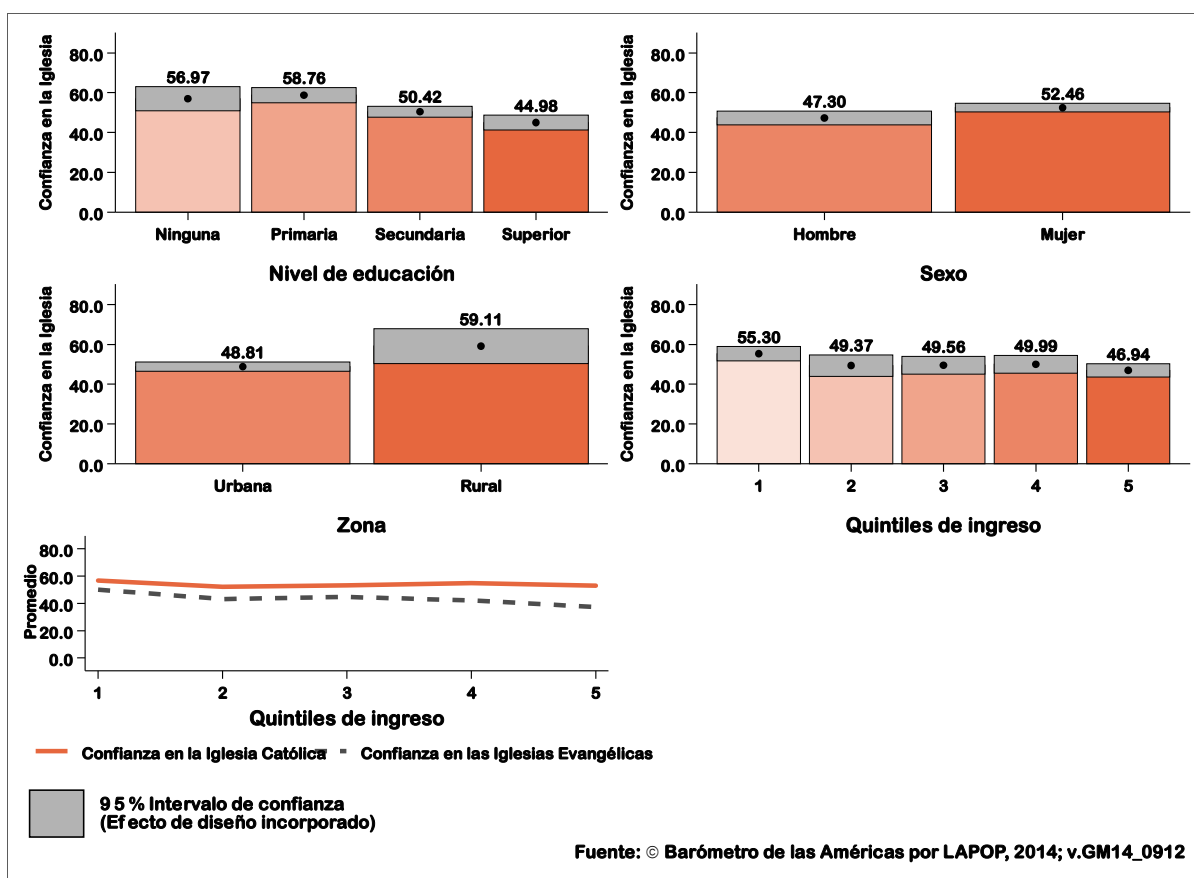 Confianza en la Iglesia
80.0
60.0
40.0
20.0
0.0
56.97 58.76 50.42 44.98
Ninguna Primaria Secundaria Superior
Nivel de educación
Confianza en la Iglesia
80.0
60.0
40.0
20.0
0.0
47.30 52.46
Hombre Mujer
Sexo
Confianza en la Iglesia
80.0
60.0
40.0
20.0
0.0
48.81 59.11
Urbana Rural
Zona
Confianza en la Iglesia
80.0
60.0
40.0
20.0
0.0
55.30 49.37 49.56 49.99 46.94
1 2 3 4 5
Quintiles de ingreso
Promedio
80.0
60.0
40.0
20.0
0.0
1 2 3 4 5
Quintiles de ingreso
Confianza en la Iglesia Católica Confianza en las Iglesias Evangélicas
95% Intervalo de confianza
(Efecto de diseño incorporado)
Fuente: © Barómetro de las Américas por LAPOP, 2014; v.GM14_0912